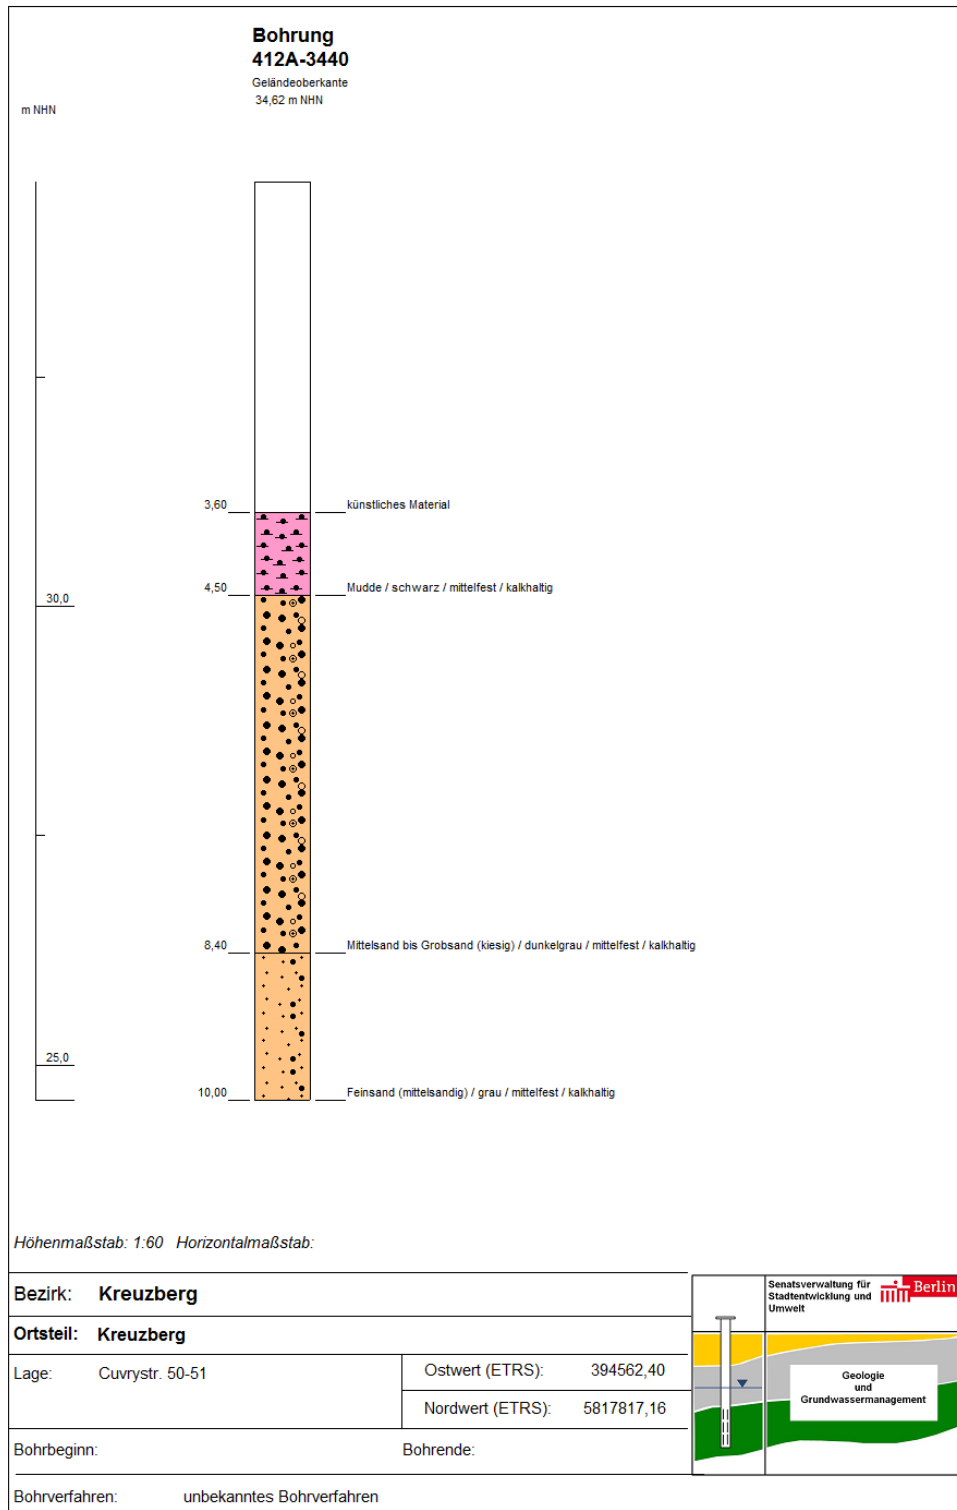 Bohrung
412A-3440
Geländeoberkante
34,62 m NHN
m NHN
3,60 künstliches Material
4,50 Mudde / schwarz / mittelfest / kalkhaltig
30,0
8,40 Mittelsand bis Grobsand (kiesig) / dunkelgrau / mittelfest / kalkhaltig
25,0
10,00 Feinsand (mittelsandig) / grau / mittelfest / kalkhaltig
Höhenmaßstab: 1:60 Horizontalmaßstab:
Bezirk: Kreuzberg
Ortsteil: Kreuzberg
Lage: Cuvrystr. 50-51
Ostwert (ETRS): 394562,40
Nordwert (ETRS): 5817817,16
Bohrbeginn: Bohrende:
Bohrverfahren: unbekanntes Bohrverfahren
Senatsverwaltung für
Stadtentwicklung und
Umwelt
Berlin
Geologie
und
Grundwassermanagement